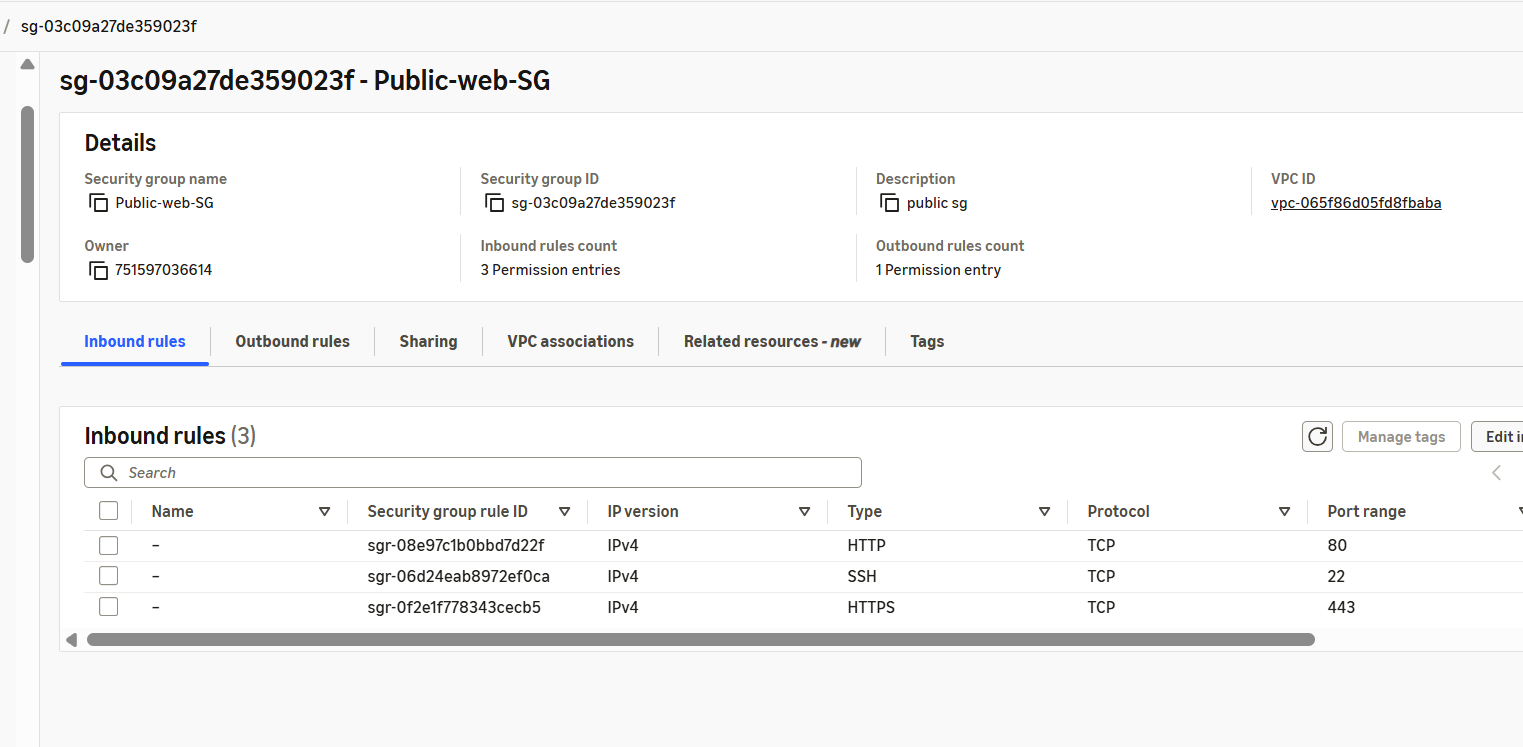 / sg-03c09a27de359023f
sg-03c09a27de359023f - Public-web-SG
Details
Security group name
Public-web-SG
Security group ID
sg-03c09a27de359023f
Description
public sg
VPC ID
vpc-065f86d05fd8fbaba
Owner
751597036614
Inbound rules count
3 Permission entries
Outbound rules count
1 Permission entry
Inbound rules Outbound rules Sharing VPC associations Related resources - new Tags
Inbound rules (3)
Manage tags Edit in
Search
Name Security group rule ID IP version Type Protocol Port range
– sgr-08e97c1b0bbd7d22f IPv4 HTTP TCP 80
– sgr-06d24eab8972ef0ca IPv4 SSH TCP 22
– sgr-0f2e1f778343cecb5 IPv4 HTTPS TCP 443